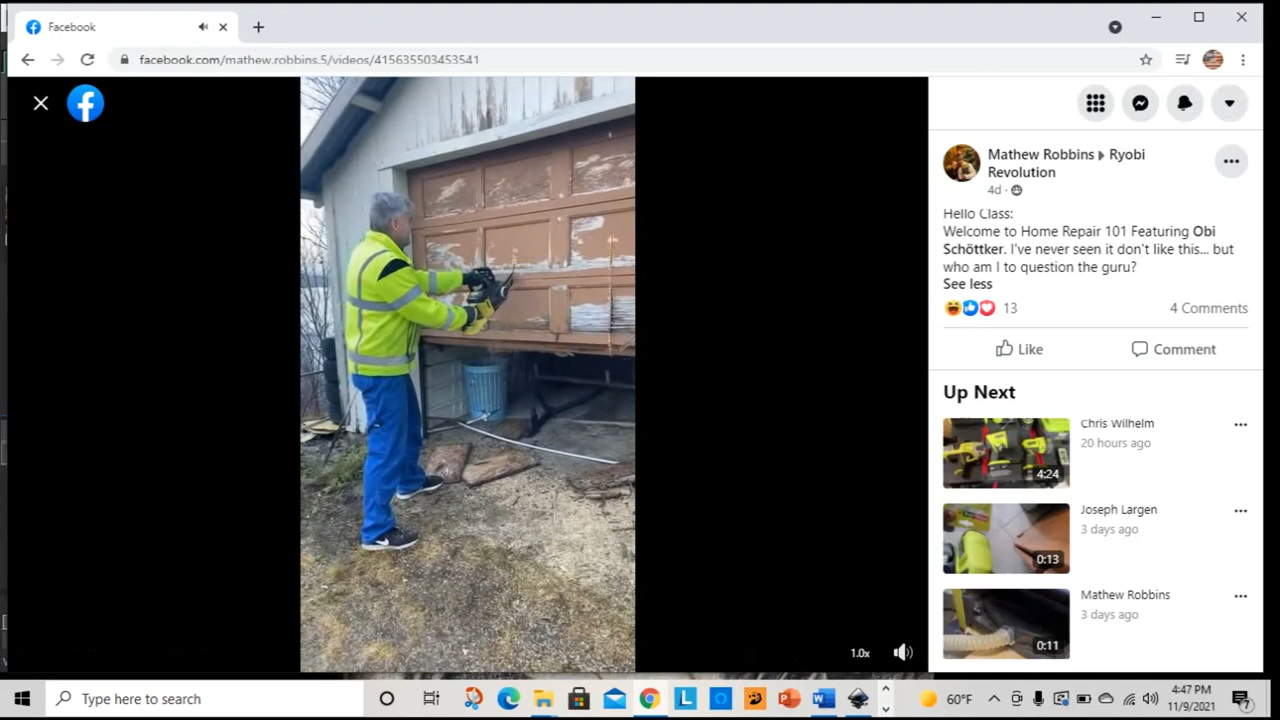 Facebook
facebook.com/mathew.robbins.5/videos/415635503453541
Mathew Robbins Ryobi
Revolution
4d ·
Hello Class:
Welcome to Home Repair 101 Featuring Obi
Schöttker. I've never seen it don't like this... but
who am I to question the guru?
See less
13
4 Comments
Like
Comment
Up Next
Chris Wilhelm
20 hours ago
4:24
Joseph Largen
3 days ago
0:13
Mathew Robbins
3 days ago
0:11
1.0x
Type here to search
60°F
4:47 PM
11/9/2021
7